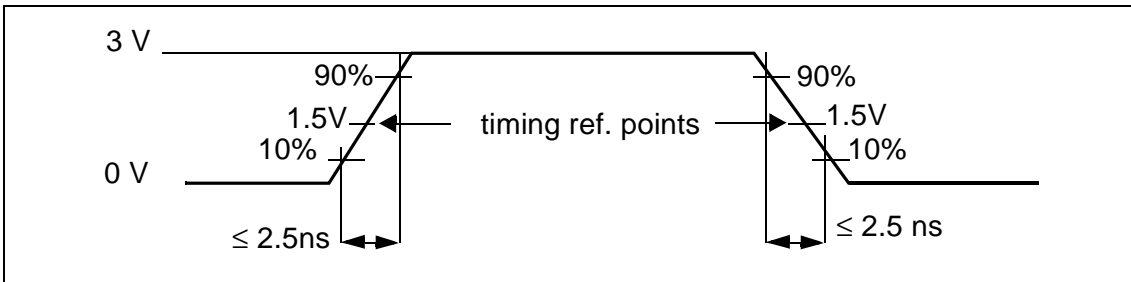 3 V
90%
90%
1.5V
timing ref. points
1.5V
10%
10%
0 V
≤ 2.5ns
≤ 2.5 ns